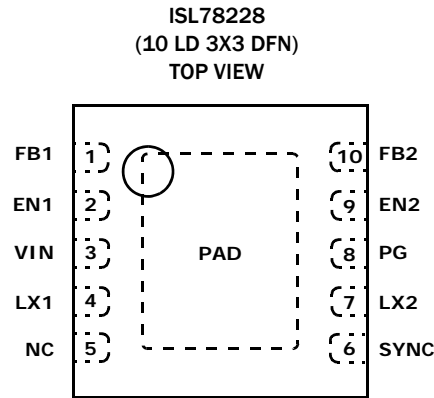 ISL78228
(10 LD 3X3 DFN)
TOP VIEW
FB1 1 10 FB2
EN1 2 9 EN2
VIN 3 PAD 8 PG
LX1 4 7 LX2
NC 5 6 SYNC